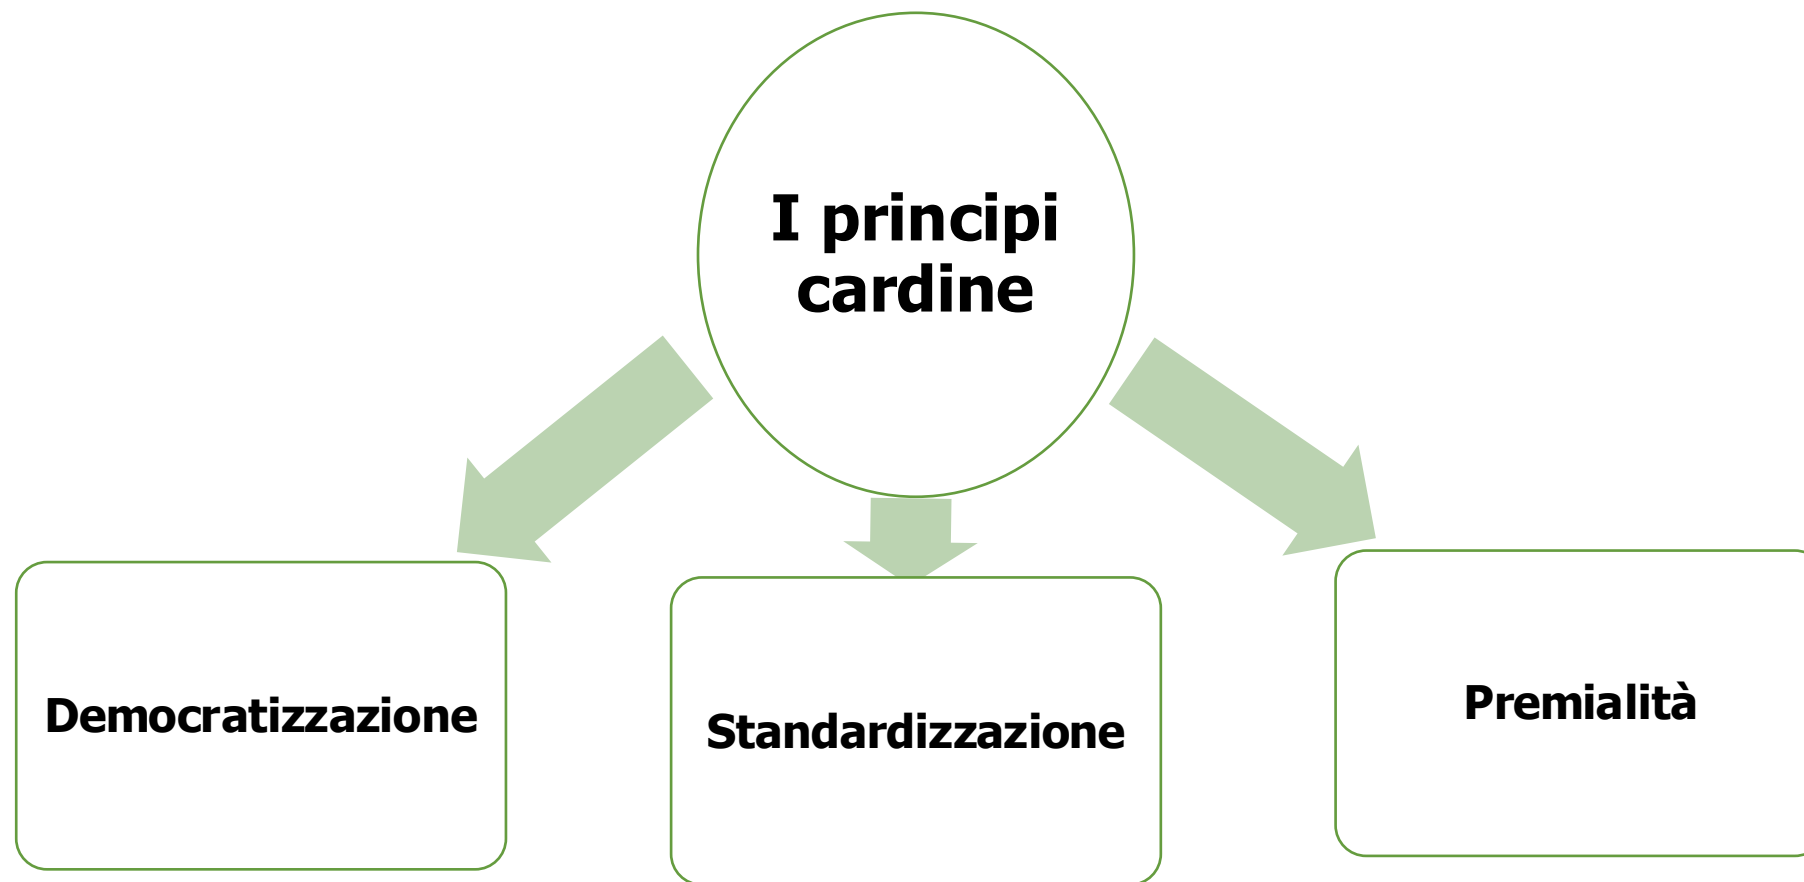 I principi
cardine
Democratizzazione
Standardizzazione
Premialità